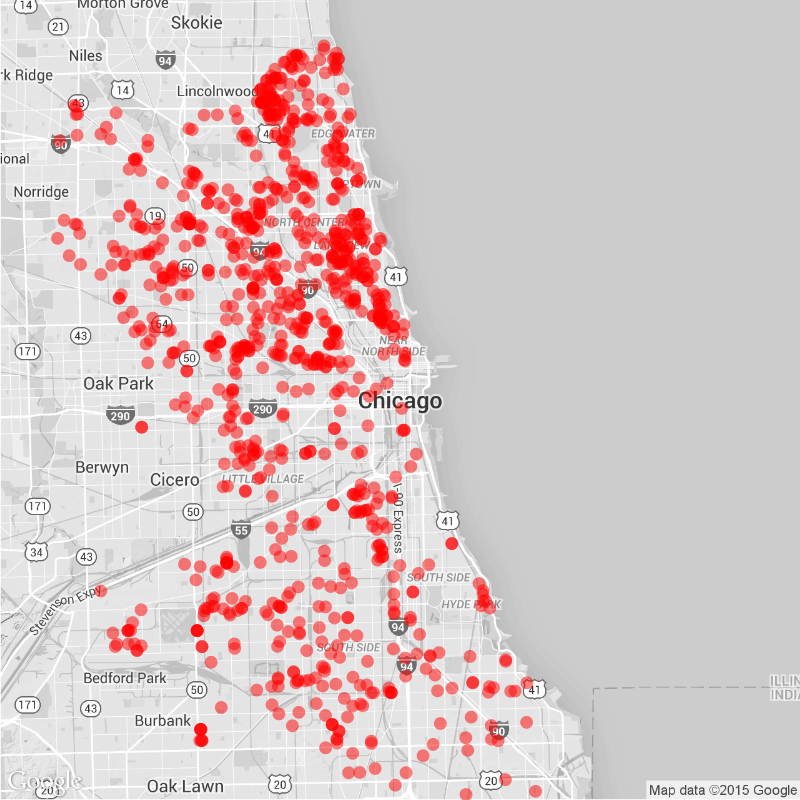 14
Morton Grove
21
Skokie
Niles
94
rk Ridge
14
Lincolnwood
43
41
EDGEWATER
90
ional
Norridge
UPTOWN
19
NORTH CENTER
LAKEVIEW
94
50
41
90
54
43
NEAR
NORTH SIDE
171
50
Oak Park
290
290
Chicago
Berwyn
Cicero
LITTLE VILLAGE
171
50
I-90 Express
41
55
34
43
SOUTH SIDE
Stevenson Expy
HYDE PARK
94
SOUTH SIDE
94
Bedford Park
ILLIN
INDIA
50
41
171
43
Burbank
90
Google
20
Oak Lawn
20
20
Map data ©2015 Google